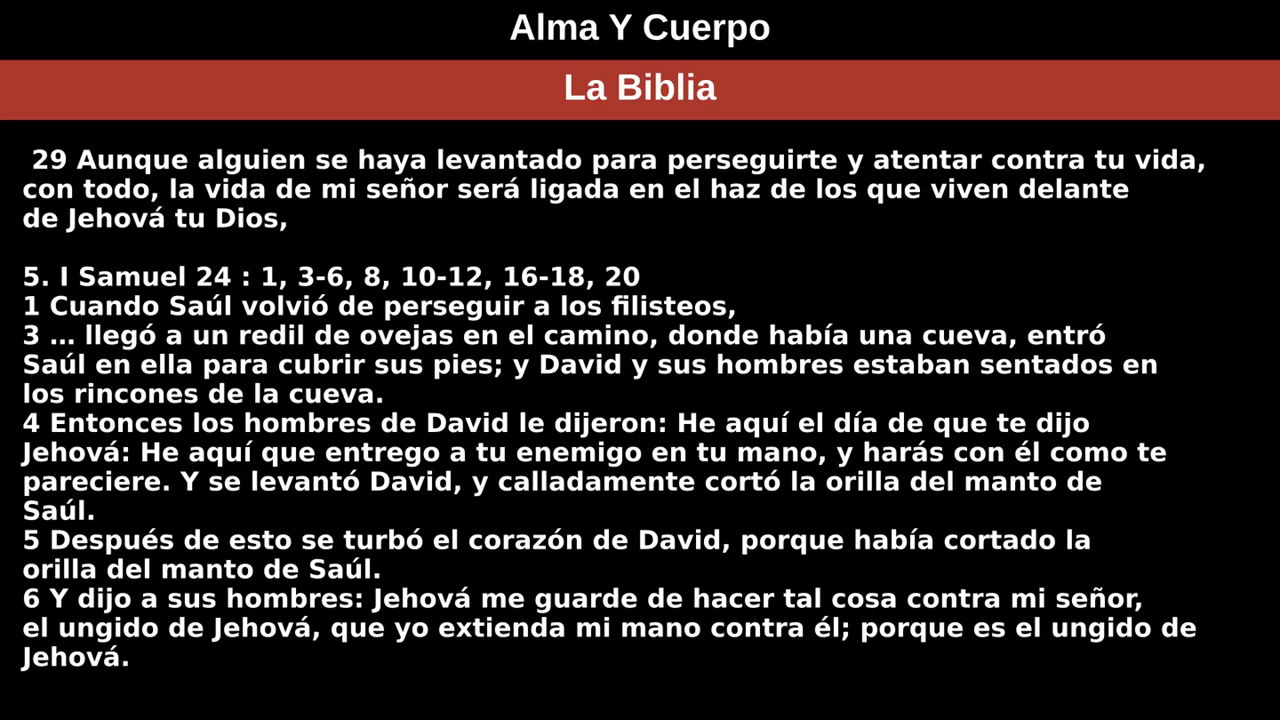 Alma Y Cuerpo
La Biblia
29 Aunque alguien se haya levantado para perseguirte y atentar contra tu vida,
con todo, la vida de mi señor será ligada en el haz de los que viven delante
de Jehová tu Dios,
5. I Samuel 24 : 1, 3-6, 8, 10-12, 16-18, 20
1 Cuando Saúl volvió de perseguir a los filisteos,
3 … llegó a un redil de ovejas en el camino, donde había una cueva, entró
Saúl en ella para cubrir sus pies; y David y sus hombres estaban sentados en
los rincones de la cueva.
4 Entonces los hombres de David le dijeron: He aquí el día de que te dijo
Jehová: He aquí que entrego a tu enemigo en tu mano, y harás con él como te
pareciere. Y se levantó David, y calladamente cortó la orilla del manto de
Saúl.
5 Después de esto se turbó el corazón de David, porque había cortado la
orilla del manto de Saúl.
6 Y dijo a sus hombres: Jehová me guarde de hacer tal cosa contra mi señor,
el ungido de Jehová, que yo extienda mi mano contra él; porque es el ungido de
Jehová.